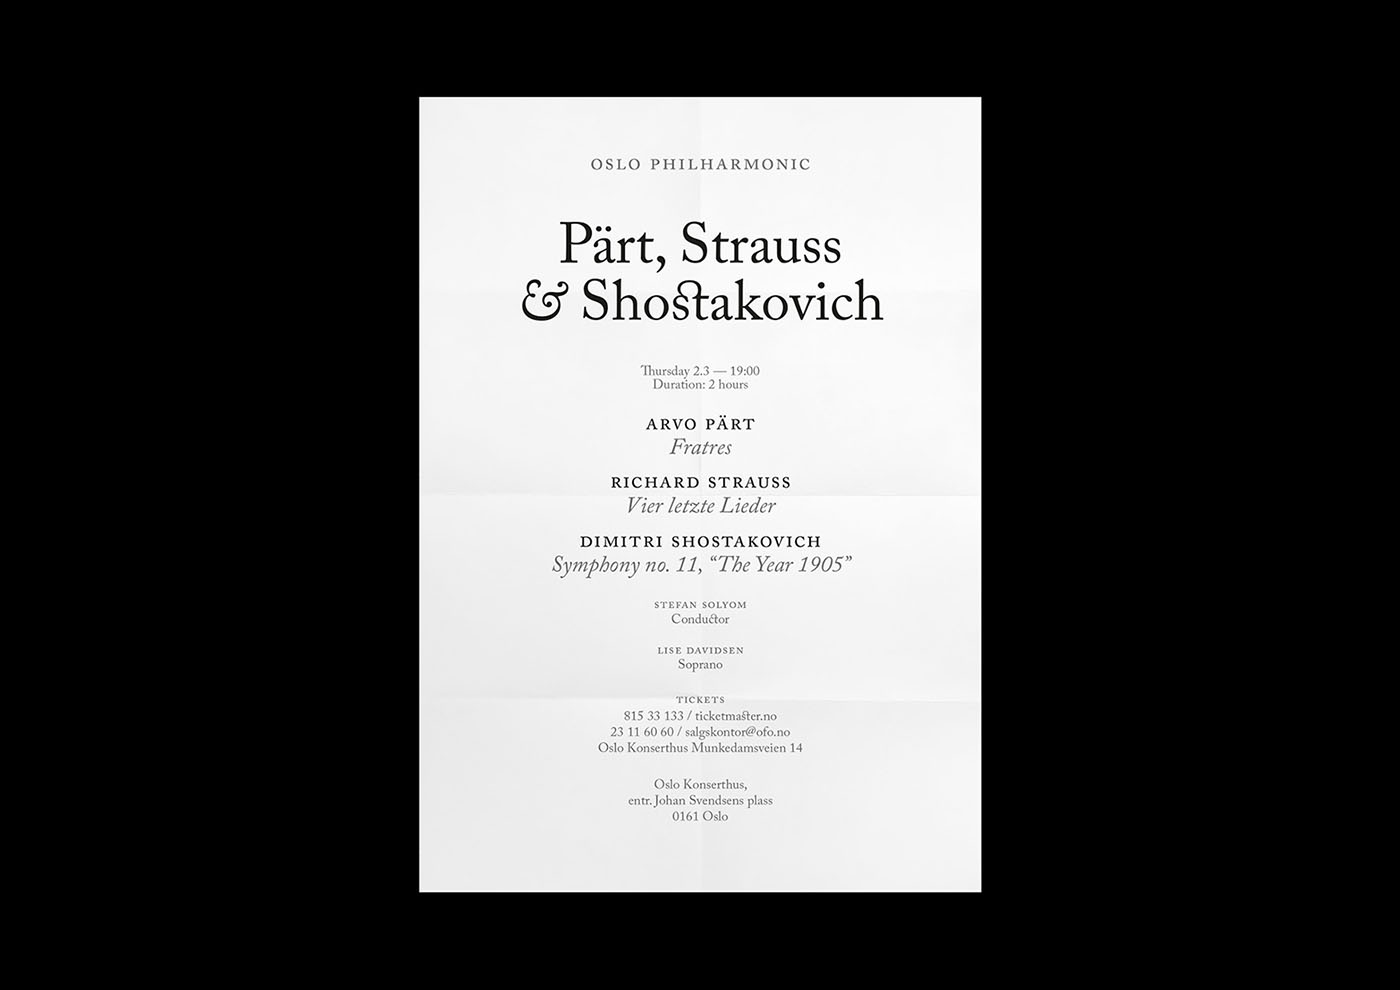 OSLO PHILHARMONIC
Pärt, Strauss
& Shostakovich
Thursday 2.3 — 19:00
Duration: 2 hours
ARVO PÄRT
Fratres
RICHARD STRAUSS
Vier letzte Lieder
DIMITRI SHOSTAKOVICH
Symphony no. 11, “The Year 1905”
STEFAN SOLYOM
Conductor
LISE DAVIDSEN
Soprano
TICKETS
815 33 133 / ticketmaster.no
23 11 60 60 / salgskontor@ofo.no
Oslo Konserthus Munkedamsveien 14
Oslo Konserthus,
entr. Johan Svendsens plass
0161 Oslo